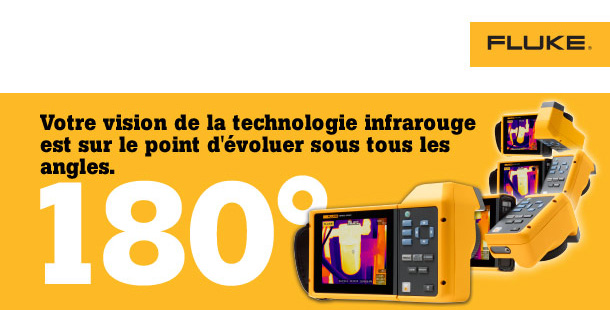 FLUKE®
Votre vision de la technologie infrarouge
est sur le point d'évoluer sous tous les
angles.
180°